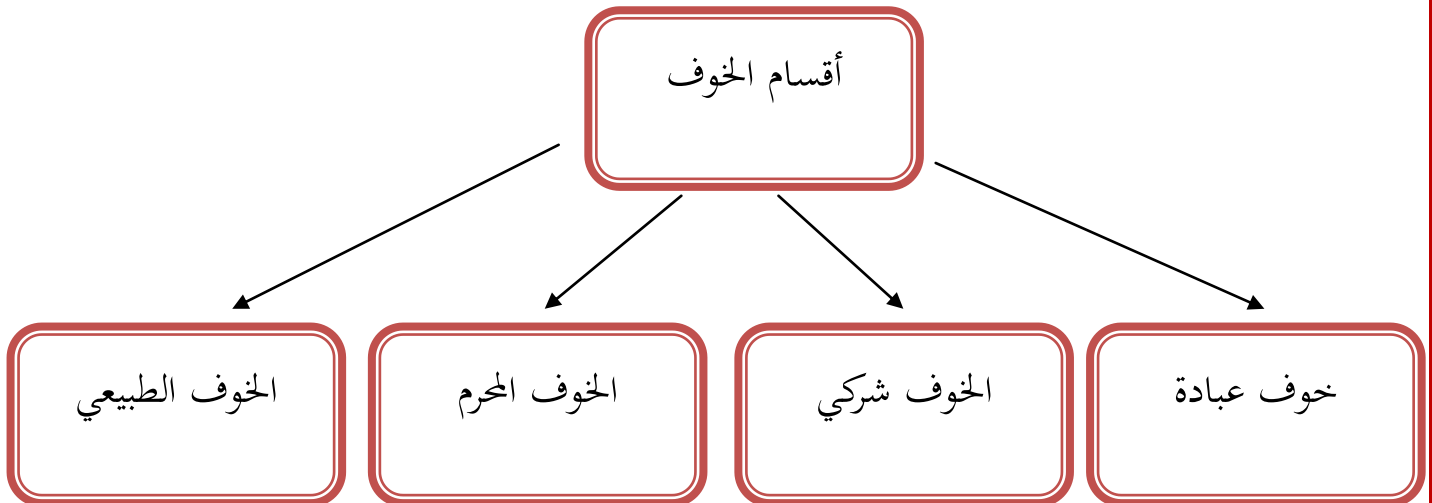 أقسام الخوف
خوف عبادة
الخوف شركي
الخوف المحرم
الخوف الطبيعي